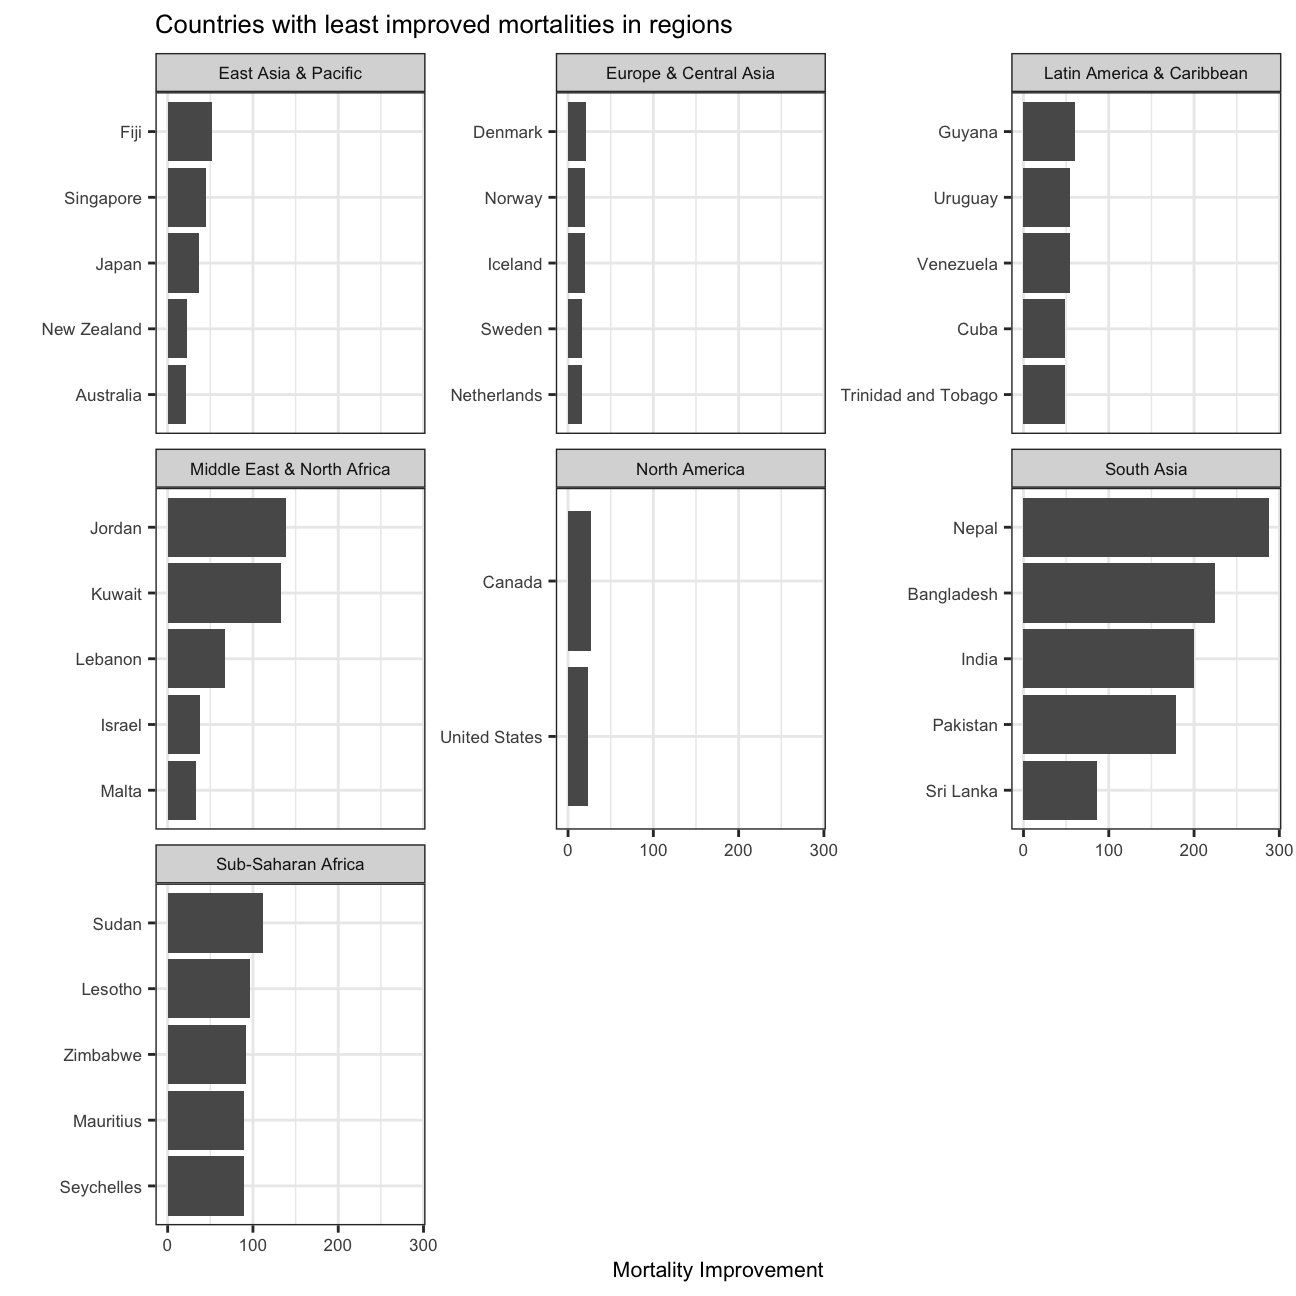 Countries with least improved mortalities in regions
East Asia & Pacific
Fiji
Singapore
Japan
New Zealand
Australia
Europe & Central Asia
Denmark
Norway
Iceland
Sweden
Netherlands
Latin America & Caribbean
Guyana
Uruguay
Venezuela
Cuba
Trinidad and Tobago
Middle East & North Africa
Jordan
Kuwait
Lebanon
Israel
Malta
North America
Canada
United States
0 100 200 300
South Asia
Nepal
Bangladesh
India
Pakistan
Sri Lanka
0 100 200 300
Sub-Saharan Africa
Sudan
Lesotho
Zimbabwe
Mauritius
Seychelles
0 100 200 300
Mortality Improvement